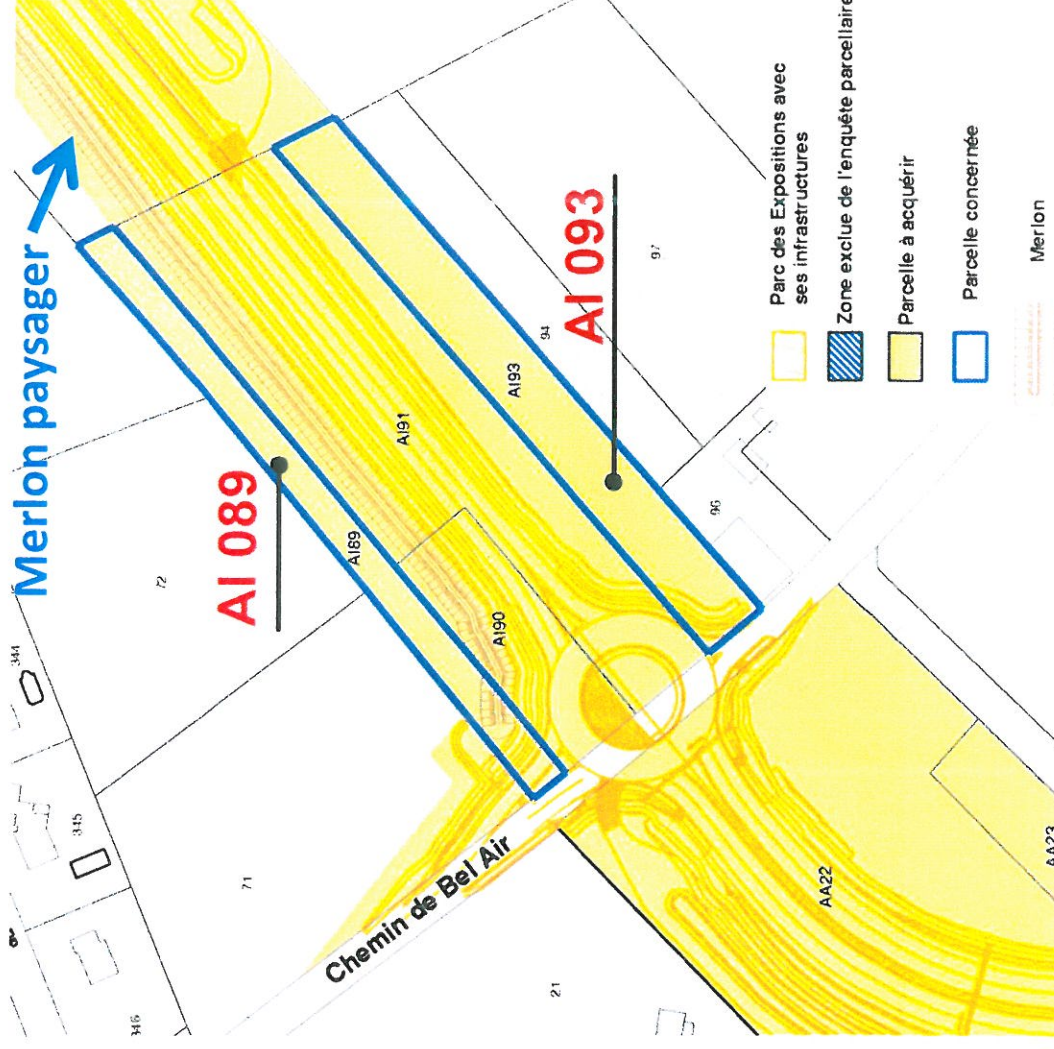 Merlon paysager
344
72
345
AI 089
AI89
71
346
AI91
AI90
Chemin de Bel Air
21
AI93
94
AI 093
97
96
AA22
AA23
Parc des Expositions avec
ses infrastructures
Zone exclue de l'enquête parcellaire
Parcelle à acquérir
Parcelle concernée
Merlon